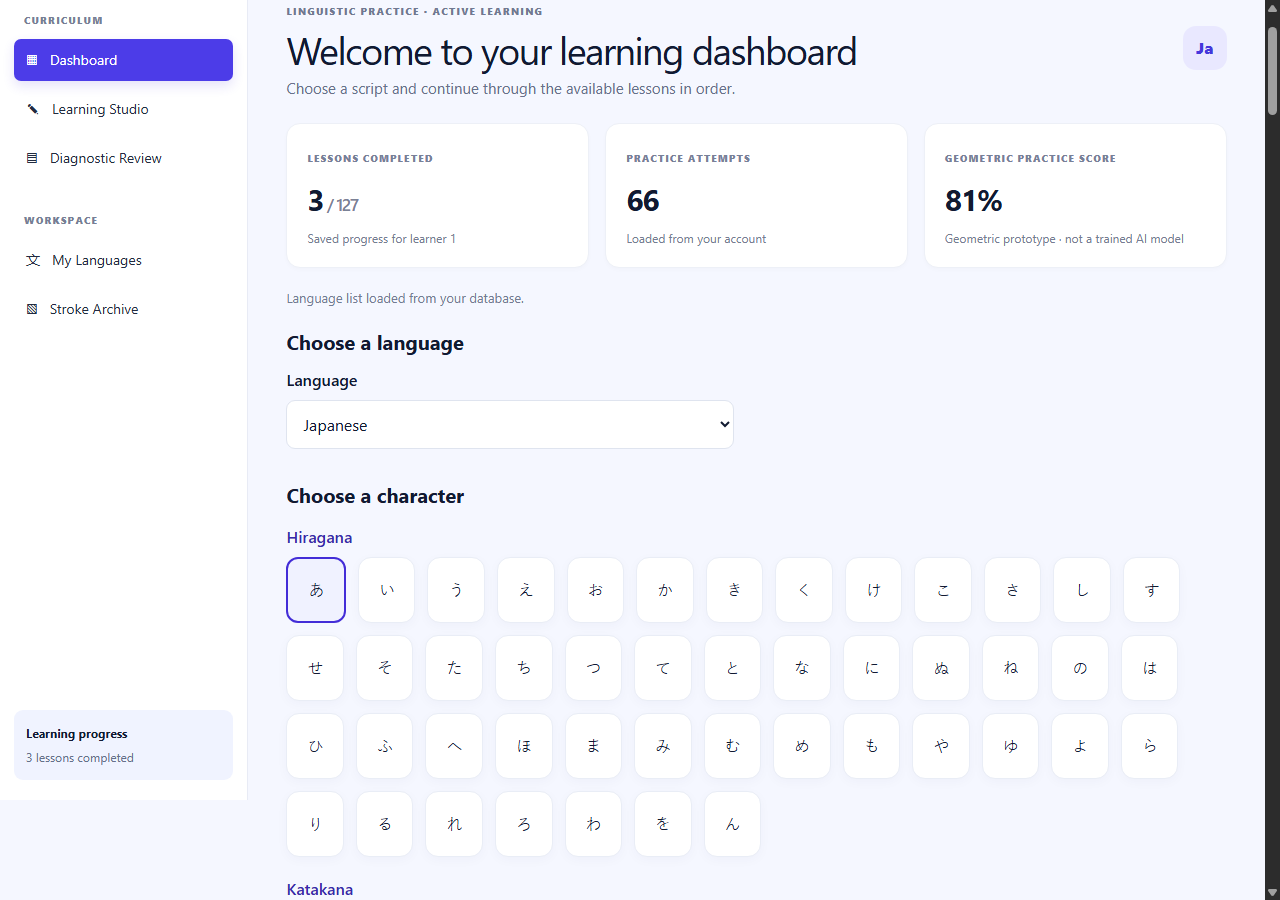 CURRICULUM
Dashboard
Learning Studio
Diagnostic Review
WORKSPACE
文 My Languages
Stroke Archive
Learning progress
3 lessons completed
LINGUISTIC PRACTICE · ACTIVE LEARNING
Welcome to your learning dashboard
Ja
Choose a script and continue through the available lessons in order.
LESSONS COMPLETED
3 / 127
Saved progress for learner 1
PRACTICE ATTEMPTS
66
Loaded from your account
GEOMETRIC PRACTICE SCORE
81%
Geometric prototype · not a trained AI model
Language list loaded from your database.
Choose a language
Language
Japanese
Choose a character
Hiragana
あ い う え お か き く け こ さ し す
せ そ た ち つ て と な に ぬ ね の は
ひ ふ へ ほ ま み む め も や ゆ よ ら
り る れ ろ わ を ん
Katakana